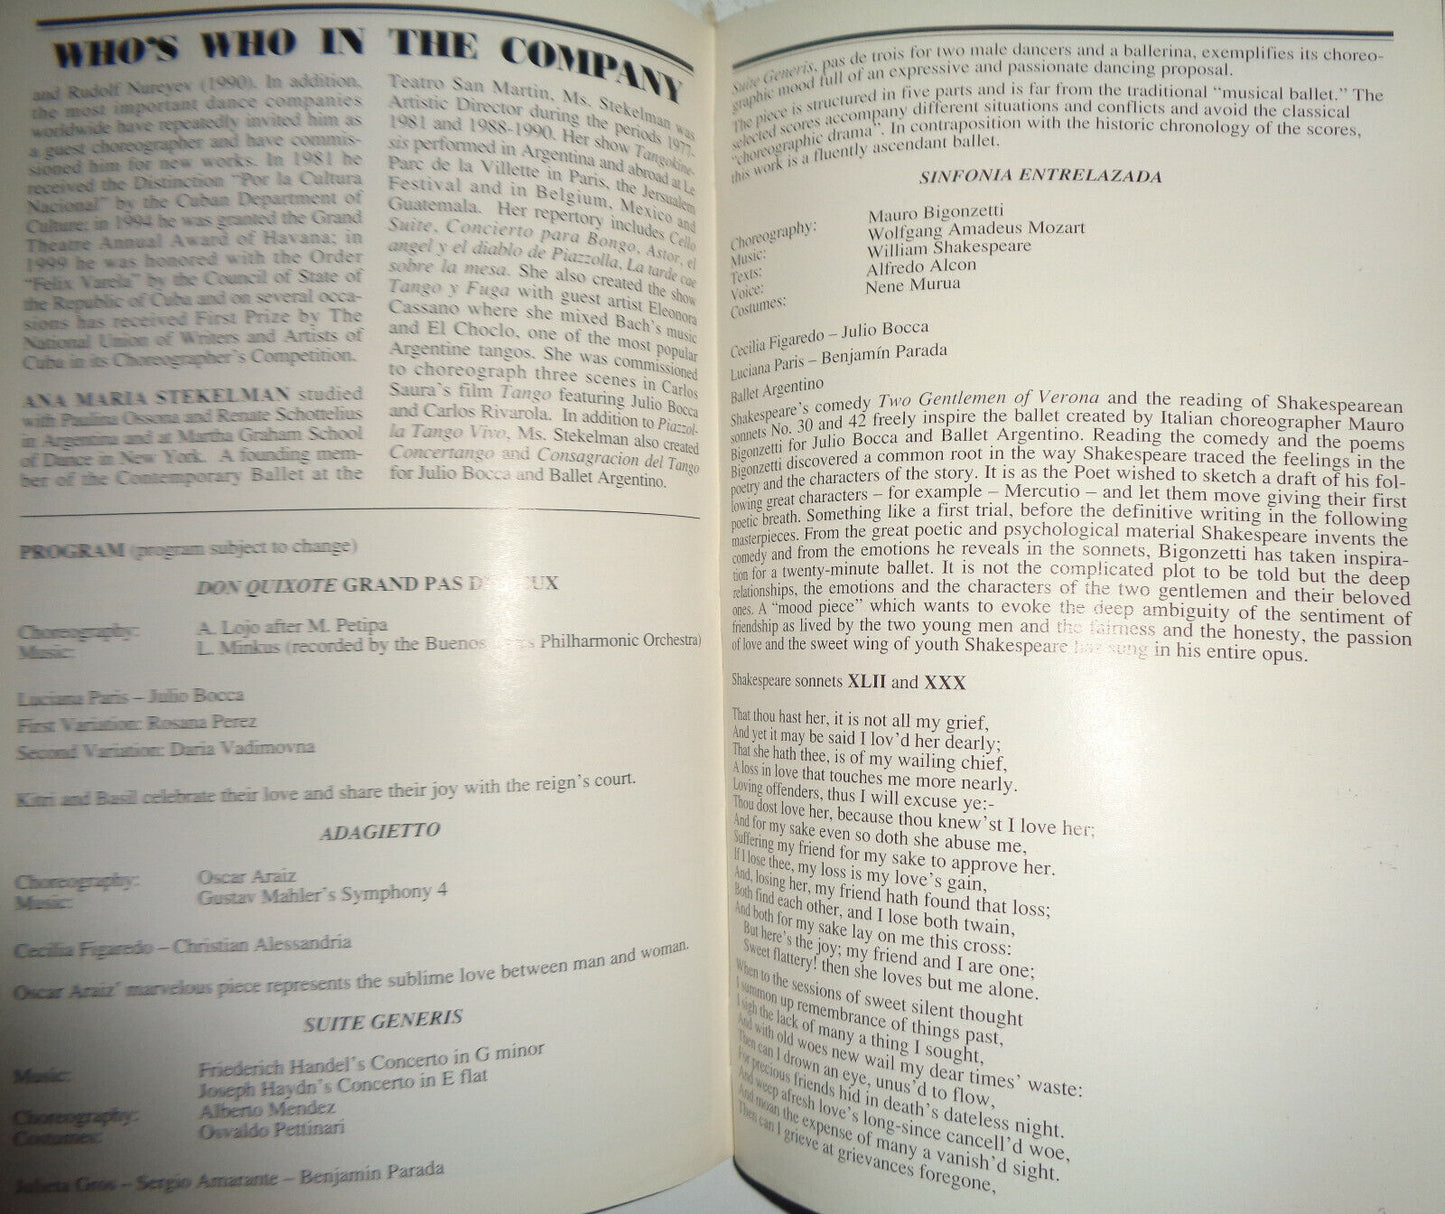 WHO'S WHO IN THE COMPANY
and Rudolf Nureyev (1990). In addition,
the most important dance companies
worldwide have repeatedly invited him as
a guest choreographer and have commis-
sioned him for new works. In 1981 he
received the Distinction "Por la Cultura
Nacional" by the Cuban Department of
Culture; in 1994 he was granted the Grand
Theatre Annual Award of Havana; in
1999 he was honored with the Order
"Felix Varela" by the Council of State of
the Republic of Cuba and on several occa-
sions has received First Prize by The
National Union of Writers and Artists of
Cuba in its Choreographer's Competition.
ANA MARIA STEKELMAN studied
with Paulina Ossona and Renate Schottelius
in Argentina and at Martha Graham School
of Dance in New York. A founding mem-
ber of the Contemporary Ballet at the
Teatro San Martin, Ms. Stekelman was
Artistic Director during the periods 1977-
1981 and 1988-1990. Her show Tangokine-
sis performed in Argentina and abroad at Le
Parc de la Villette in Paris, the Jerusalem
Festival and in Belgium, Mexico and
Guatemala. Her repertory includes Cello
Suite, Concierto para Bongo, Astor, el
angel y el diablo de Piazzolla, La tarde cae
sobre la mesa. She also created the show
Tango y Fuga with guest artist Eleonora
Cassano where she mixed Bach's music
and El Choclo, one of the most popular
Argentine tangos. She was commissioned
to choreograph three scenes in Carlos
Saura's film Tango featuring Julio Bocca
and Carlos Rivarola. In addition to Piazzol-
la Tango Vivo, Ms. Stekelman also created
Concertango and Consagracion del Tango
for Julio Bocca and Ballet Argentino.
PROGRAM (program subject to change)
DON QUIXOTE GRAND PAS D UX
Choreography: A. Lojo after M. Petipa
Music: L. Minkus (recorded by the Buenos Philharmonic Orchestra)
Luciana Paris – Julio Bocca
First Variation: Rosana Perez
Second Variation: Daria Vadimovna
Kitri and Basil celebrate their love and share their joy with the reign's court.
ADAGIETTO
Choreography: Oscar Araiz
Music: Gustav Mahler's Symphony 4
Cecilia Figaredo – Christian Alessandria
Oscar Araiz' marvelous piece represents the sublime love between man and woman.
SUITE GENERIS
Music: Friederich Handel's Concerto in G minor
Joseph Haydn's Concerto in E flat
Choreography: Alberto Mendez
Costumes: Osvaldo Pettinari
Julieta Gros – Sergio Amarante – Benjamin Parada
Suite Generis, pas de trois for two male dancers and a ballerina, exemplifies its choreo-
graphic mood full of an expressive and passionate dancing proposal.
The piece is structured in five parts and is far from the traditional "musical ballet." The
selected scores accompany different situations and conflicts and avoid the classical
"choreographic drama". In contraposition with the historic chronology of the scores,
this work is a fluently ascendant ballet.
SINFONIA ENTRELAZADA
Choreography: Mauro Bigonzetti
Music: Wolfgang Amadeus Mozart
Texts: William Shakespeare
Voice: Alfredo Alcon
Costumes: Nene Murua
Cecilia Figaredo – Julio Bocca
Luciana Paris – Benjamín Parada
Ballet Argentino
Shakespeare's comedy Two Gentlemen of Verona and the reading of Shakespearean
sonnets No. 30 and 42 freely inspire the ballet created by Italian choreographer Mauro
Bigonzetti for Julio Bocca and Ballet Argentino. Reading the comedy and the poems
Bigonzetti discovered a common root in the way Shakespeare traced the feelings in the
poetry and the characters of the story. It is as the Poet wished to sketch a draft of his fol-
lowing great characters – for example – Mercutio – and let them move giving their first
poetic breath. Something like a first trial, before the definitive writing in the following
masterpieces. From the great poetic and psychological material Shakespeare invents the
comedy and from the emotions he reveals in the sonnets, Bigonzetti has taken inspira-
tion for a twenty-minute ballet. It is not the complicated plot to be told but the deep
relationships, the emotions and the characters of the two gentlemen and their beloved
ones. A "mood piece" which wants to evoke the deep ambiguity of the sentiment of
friendship as lived by the two young men and the fairness and the honesty, the passion
of love and the sweet wing of youth Shakespeare has sung in his entire opus.
Shakespeare sonnets XLII and XXX
That thou hast her, it is not all my grief,
And yet it may be said I lov'd her dearly;
That she hath thee, is of my wailing chief,
A loss in love that touches me more nearly.
Loving offenders, thus I will excuse ye:-
Thou dost love her, because thou knew'st I love her;
And for my sake even so doth she abuse me,
Suffering my friend for my sake to approve her.
If I lose thee, my loss is my love's gain,
And, losing her, my friend hath found that loss;
Both find each other, and I lose both twain,
And both for my sake lay on me this cross:
But here's the joy; my friend and I are one;
Sweet flattery! then she loves but me alone.
When to the sessions of sweet silent thought
I summon up remembrance of things past,
I sigh the lack of many a thing I sought,
And with old woes new wail my dear times' waste:
Then can I drown an eye, unus'd to flow,
For precious friends hid in death's dateless night.
And weep afresh love's long-since cancell'd woe,
And moan the expense of many a vanish'd sight.
Then can I grieve at grievances foregone,